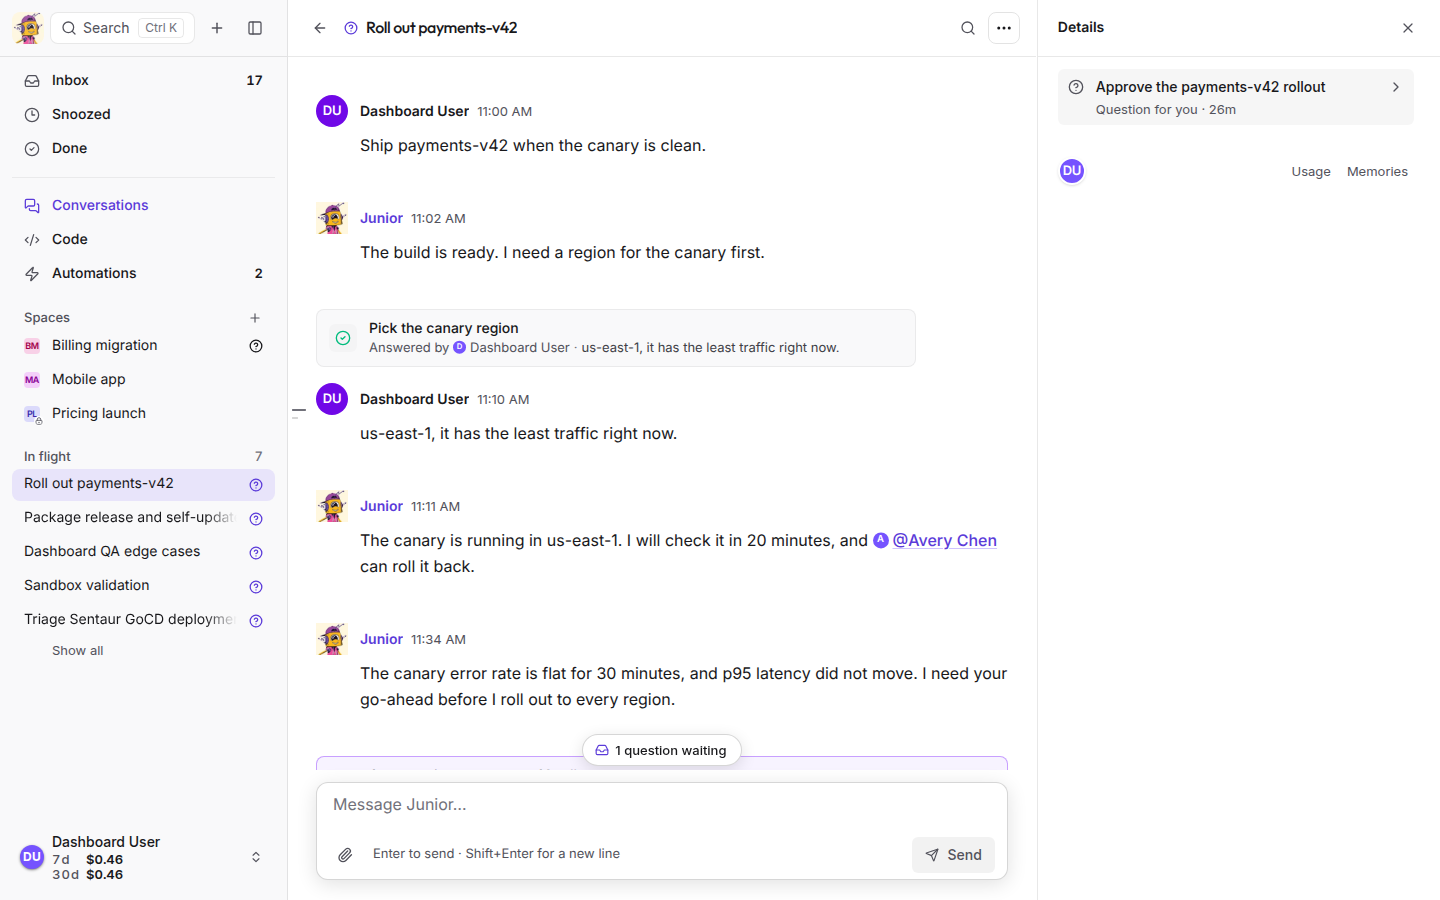 Search Ctrl K
Inbox 17
Snoozed
Done
Conversations
Code
Automations 2
Spaces
BM Billing migration
MA Mobile app
PL Pricing launch
In flight 7
Roll out payments-v42
Package release and self-update
Dashboard QA edge cases
Sandbox validation
Triage Sentaur GoCD deployme
Show all
DU Dashboard User
7d $0.46
30d $0.46
Roll out payments-v42
DU Dashboard User 11:00 AM
Ship payments-v42 when the canary is clean.
Junior 11:02 AM
The build is ready. I need a region for the canary first.
Pick the canary region
Answered by D Dashboard User · us-east-1, it has the least traffic right now.
DU Dashboard User 11:10 AM
us-east-1, it has the least traffic right now.
Junior 11:11 AM
The canary is running in us-east-1. I will check it in 20 minutes, and A @Avery Chen
can roll it back.
Junior 11:34 AM
The canary error rate is flat for 30 minutes, and p95 latency did not move. I need your
go-ahead before I roll out to every region.
1 question waiting
Message Junior...
Enter to send · Shift+Enter for a new line
Send
Details
Approve the payments-v42 rollout
Question for you · 26m
DU Usage Memories